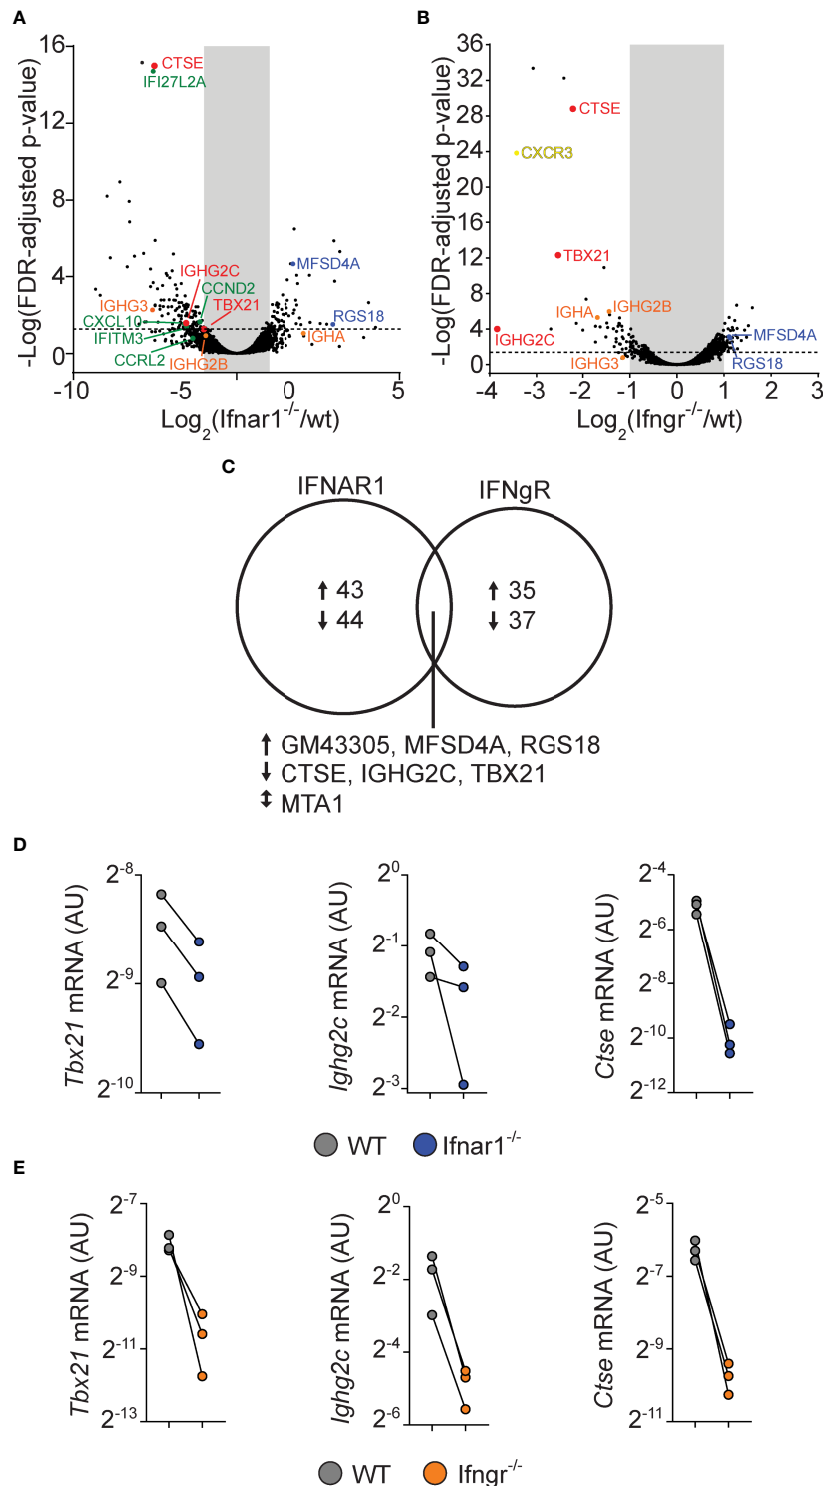 A
16
12
8
4
0
-10
-5
0
5
-Log(FDR-adjusted p-value)
Log2(Ifnar1-/-/wt)
CTSE
IFI27L2A
MFSD4A
IGHG2C
CCND2
IGHG3
TBX21
CXCL10
RGS18
IFITM3
IGHA
CCRL2
IGHG2B
B
36
32
28
24
20
16
12
8
4
0
-4
-3
-2
-1
0
1
2
3
-Log(FDR-adjusted p-value)
Log2(Ifngr-/-/wt)
CTSE
CXCR3
TBX21
IGHA
IGHG2B
IGHG2C
MFSD4A
IGHG3
RGS18
C
IFNAR1
IFNgR
↑ 43
↓ 44
↑ 35
↓ 37
↑ GM43305, MFSD4A, RGS18
↓ CTSE, IGHG2C, TBX21
↕ MTA1
D
Tbx21 mRNA (AU)
2-8
2-9
2-10
Ighg2c mRNA (AU)
20
2-1
2-2
2-3
Ctse mRNA (AU)
2-4
2-6
2-8
2-10
2-12
WT
Ifnar1-/-
E
Tbx21 mRNA (AU)
2-7
2-9
2-11
2-13
Ighg2c mRNA (AU)
20
2-2
2-4
2-6
Ctse mRNA (AU)
2-5
2-7
2-9
2-11
WT
Ifngr-/-